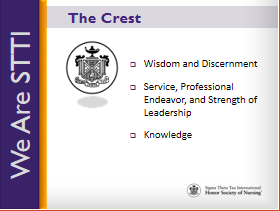 We Are STTI
The Crest
Wisdom and Discernment
Service, Professional
Endeavor, and Strength of
Leadership
Knowledge
Sigma Theta Tau International
Honor Society of Nursing